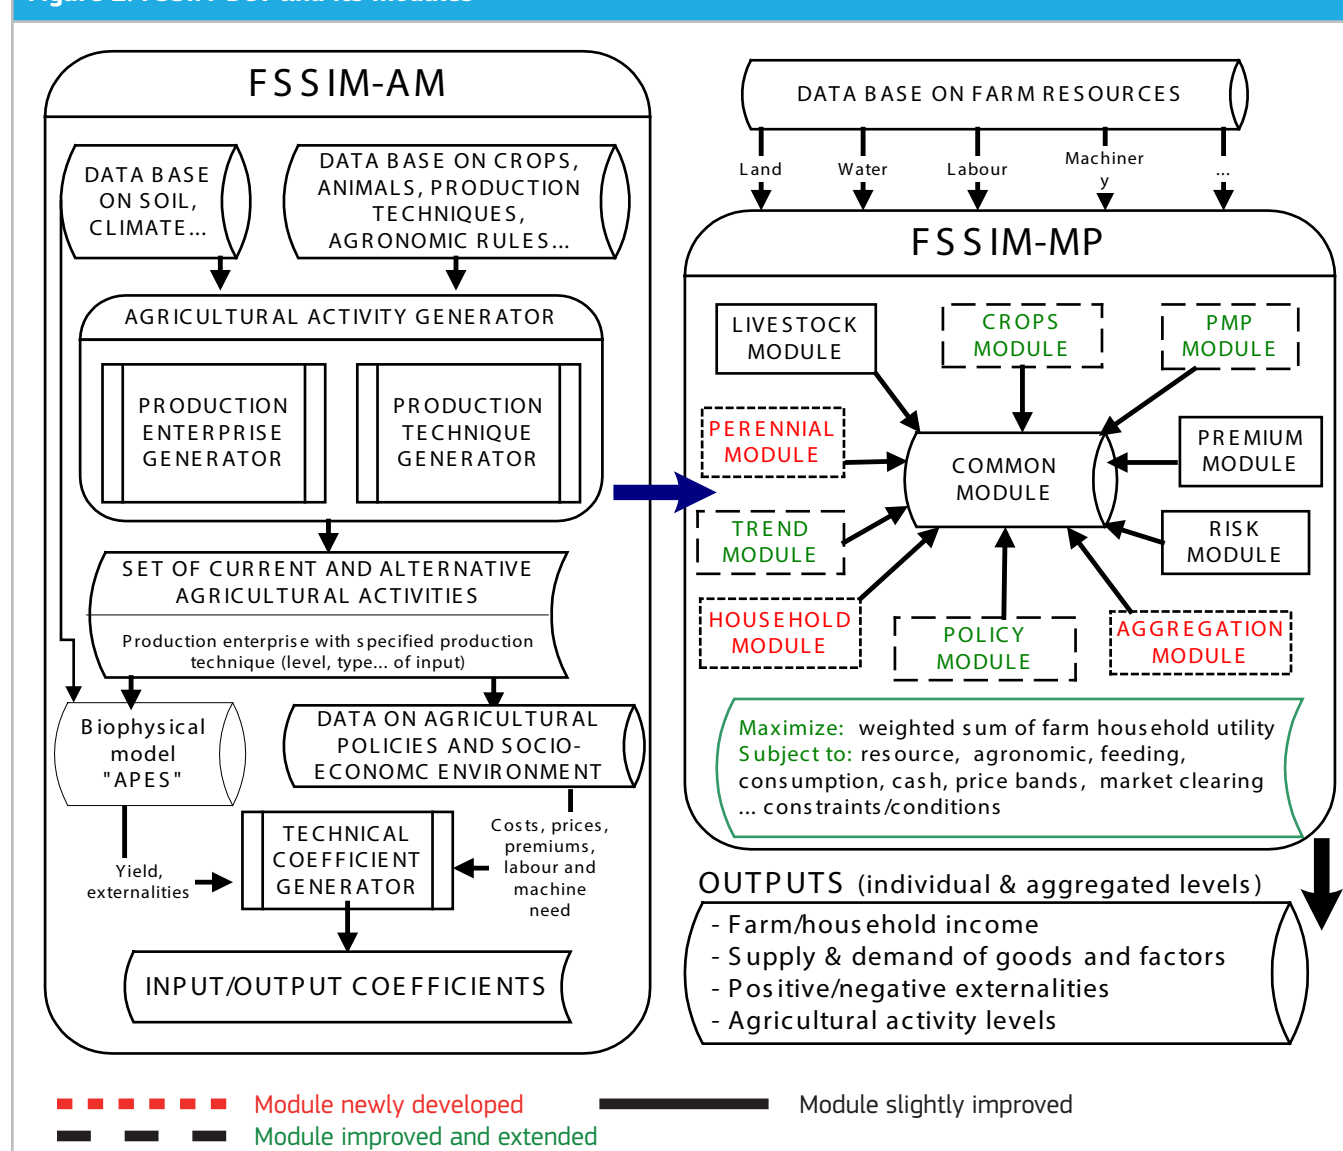 FSSIM-AM
DATA BASE
ON SOIL,
CLIMATE...
DATA BASE ON CROPS,
ANIMALS, PRODUCTION
TECHNIQUES,
AGRONOMIC RULES...
AGRICULTURAL ACTIVITY GENERATOR
PRODUCTION
ENTERPRISE
GENERATOR
PRODUCTION
TECHNIQUE
GENERATOR
SET OF CURRENT AND ALTERNATIVE
AGRICULTURAL ACTIVITIES
Production enterprise with specified production
technique (level, type... of input)
Biophysical
model
"APES"
DATA ON AGRICULTURAL
POLICIES AND SOCIO-
ECONOMC ENVIRONMENT
Yield,
externalities
TECHNICAL
COEFFICIENT
GENERATOR
Costs, prices,
premiums,
labour and
machine
need
INPUT/OUTPUT COEFFICIENTS
DATA BASE ON FARM RESOURCES
Land
Water
Labour
Machiner
y
...
FSSIM-MP
LIVESTOCK
MODULE
CROPS
MODULE
PMP
MODULE
PERENNIAL
MODULE
COMMON
MODULE
PREMIUM
MODULE
TREND
MODULE
RISK
MODULE
HOUSEHOLD
MODULE
POLICY
MODULE
AGGREGATION
MODULE
Maximize: weighted sum of farm household utility
Subject to: resource, agronomic, feeding,
consumption, cash, price bands, market clearing
... constraints/conditions
OUTPUTS (individual & aggregated levels)
- Farm/household income
- Supply & demand of goods and factors
- Positive/negative externalities
- Agricultural activity levels
Module newly developed
Module slightly improved
Module improved and extended